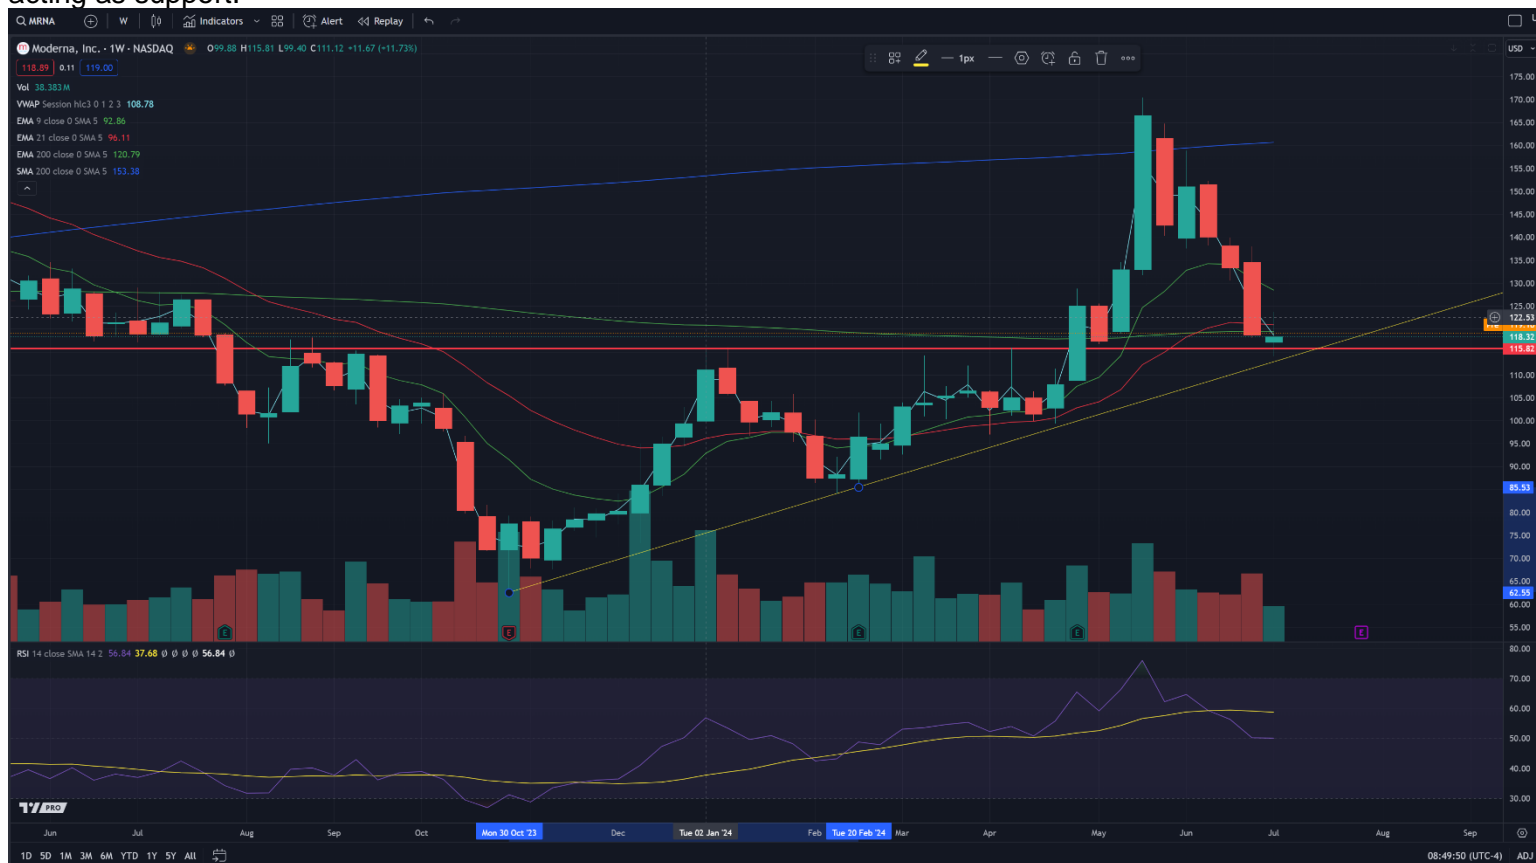 acting as support.
MRNA W Indicators Alert Replay
Moderna, Inc. · 1W · NASDAQ O99.88 H115.81 L99.40 C111.12 +11.67 (+11.73%)
1px
USD
118.89 0.11 119.00
Vol 38.383 M
VWAP Session hlc3 0 1 2 3 108.78
EMA 9 close 0 SMA 5 92.86
EMA 21 close 0 SMA 5 96.11
EMA 200 close 0 SMA 5 120.79
SMA 200 close 0 SMA 5 153.38
175.00
170.00
165.00
160.00
155.00
150.00
145.00
140.00
135.00
130.00
125.00
122.53
118.32
115.82
110.00
105.00
100.00
95.00
90.00
85.53
80.00
75.00
70.00
65.00
62.55
60.00
55.00
E E E E E
RSI 14 close SMA 14 2 56.84 37.68 Ø Ø Ø Ø 56.84 Ø
80.00
70.00
60.00
50.00
40.00
30.00
PRO
Jun Jul Aug Sep Oct Mon 30 Oct '23 Dec Tue 02 Jan '24 Feb Tue 20 Feb '24 Mar Apr May Jun Jul Aug Sep
1D 5D 1M 3M 6M YTD 1Y 5Y All 08:49:50 (UTC-4) ADJ